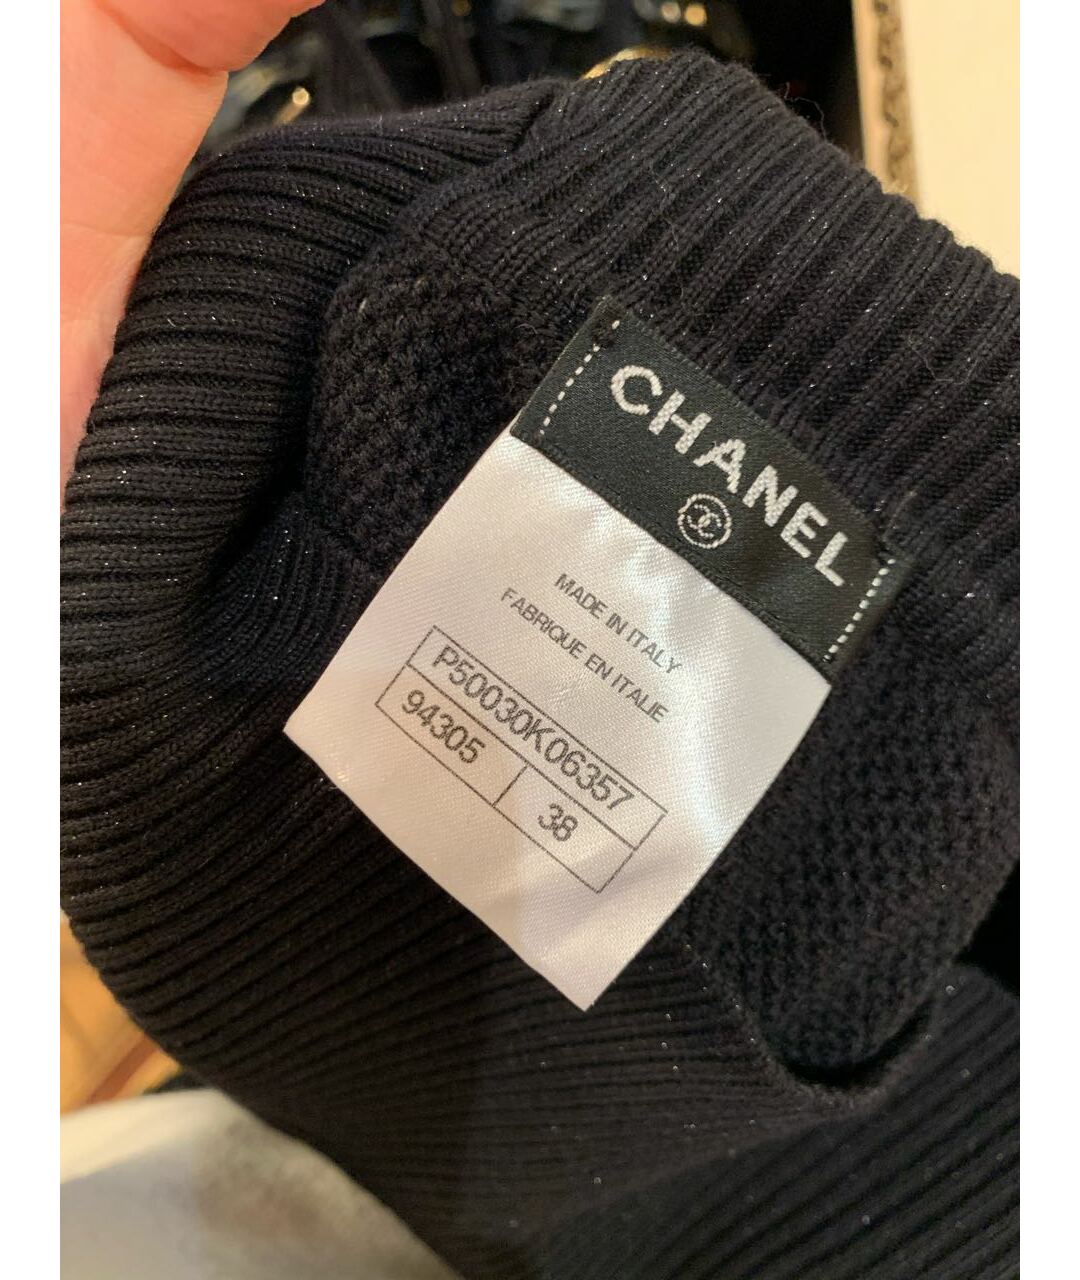 CHANEL
MADE IN ITALY
FABRIQUE EN ITALIE
P50030K06357
94305 38